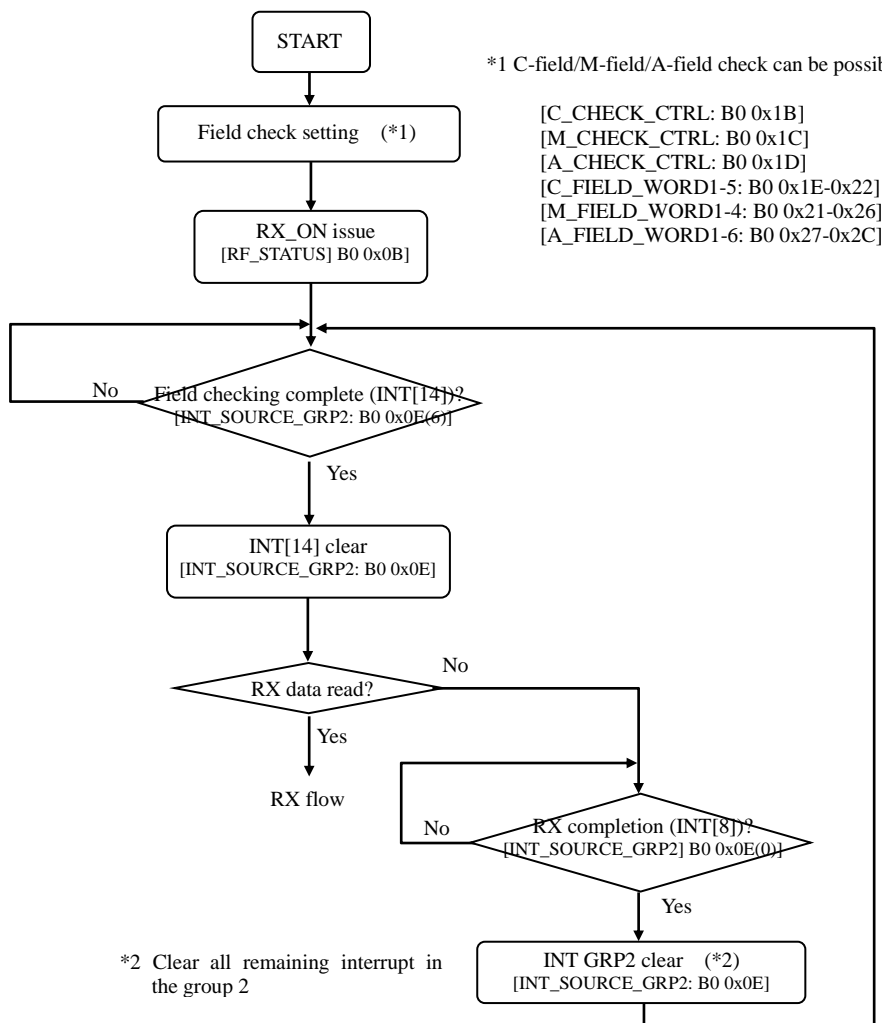 START
*1 C-field/M-field/A-field check can be possib
Field check setting (*1)
[C_CHECK_CTRL: B0 0x1B]
[M_CHECK_CTRL: B0 0x1C]
[A_CHECK_CTRL: B0 0x1D]
[C_FIELD_WORD1-5: B0 0x1E-0x22]
[M_FIELD_WORD1-4: B0 0x21-0x26]
[A_FIELD_WORD1-6: B0 0x27-0x2C]
RX_ON issue
[RF_STATUS] B0 0x0B]
No
Field checking complete (INT[14])?
[INT_SOURCE_GRP2: B0 0x0E(6)]
Yes
INT[14] clear
[INT_SOURCE_GRP2: B0 0x0E]
No
RX data read?
Yes
RX flow
No
RX completion (INT[8])?
[INT_SOURCE_GRP2] B0 0x0E(0)]
Yes
*2 Clear all remaining interrupt in
the group 2
INT GRP2 clear (*2)
[INT_SOURCE_GRP2: B0 0x0E]